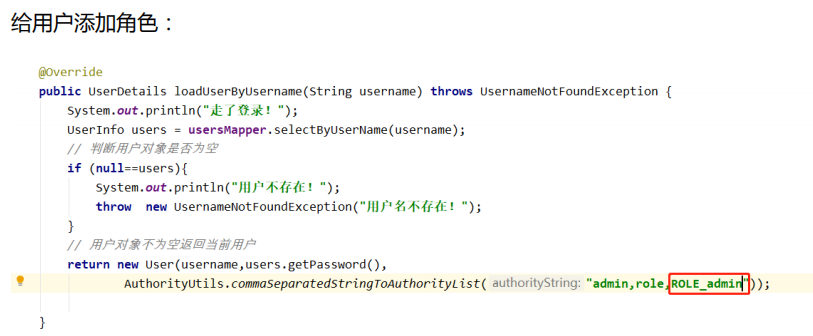 给用户添加角色：
@Override
public UserDetails loadUserByUsername(String username) throws UsernameNotFoundException {
System.out.println("走了登录！");
UserInfo users = usersMapper.selectByUserName(username);
// 判断用户对象是否为空
if (null==users){
System.out.println("用户不存在！");
throw  new UsernameNotFoundException("用户名不存在！");
}
// 用户对象不为空返回当前用户
return new User(username,users.getPassword(),
AuthorityUtils.commaSeparatedStringToAuthorityList( authorityString: "admin,role,ROLE_admin"));
}